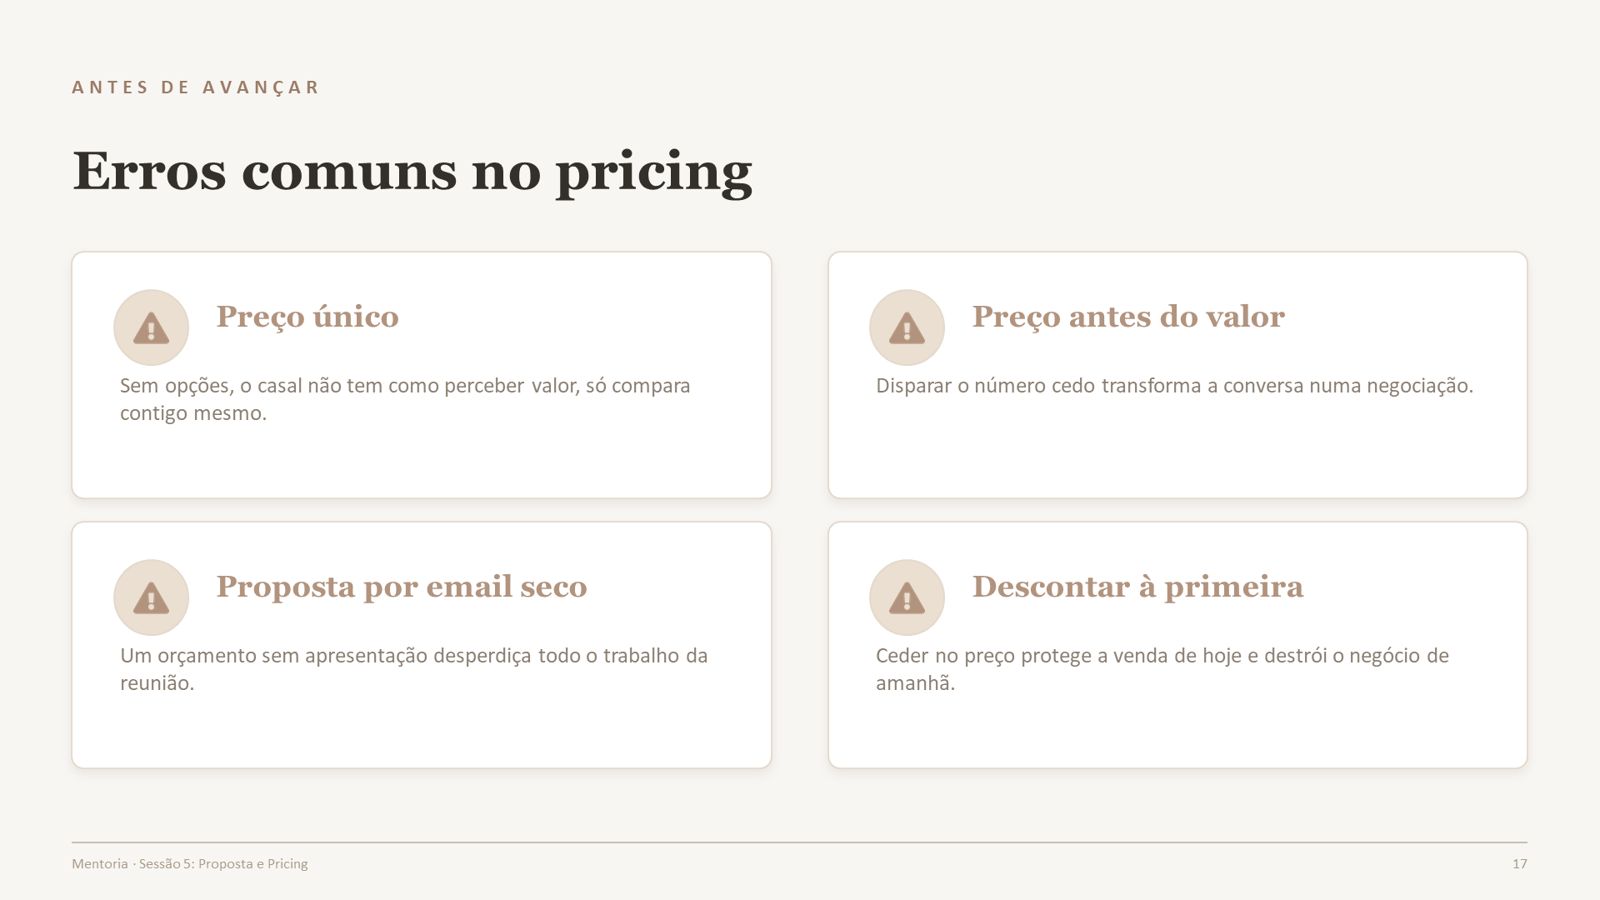 ANTES DE AVANÇAR
Erros comuns no pricing
Preço único
Sem opções, o casal não tem como perceber valor, só compara
contigo mesmo.
Preço antes do valor
Disparar o número cedo transforma a conversa numa negociação.
Proposta por email seco
Um orçamento sem apresentação desperdiça todo o trabalho da
reunião.
Descontar à primeira
Ceder no preço protege a venda de hoje e destrói o negócio de
amanhã.
Mentoria · Sessão 5: Proposta e Pricing
17